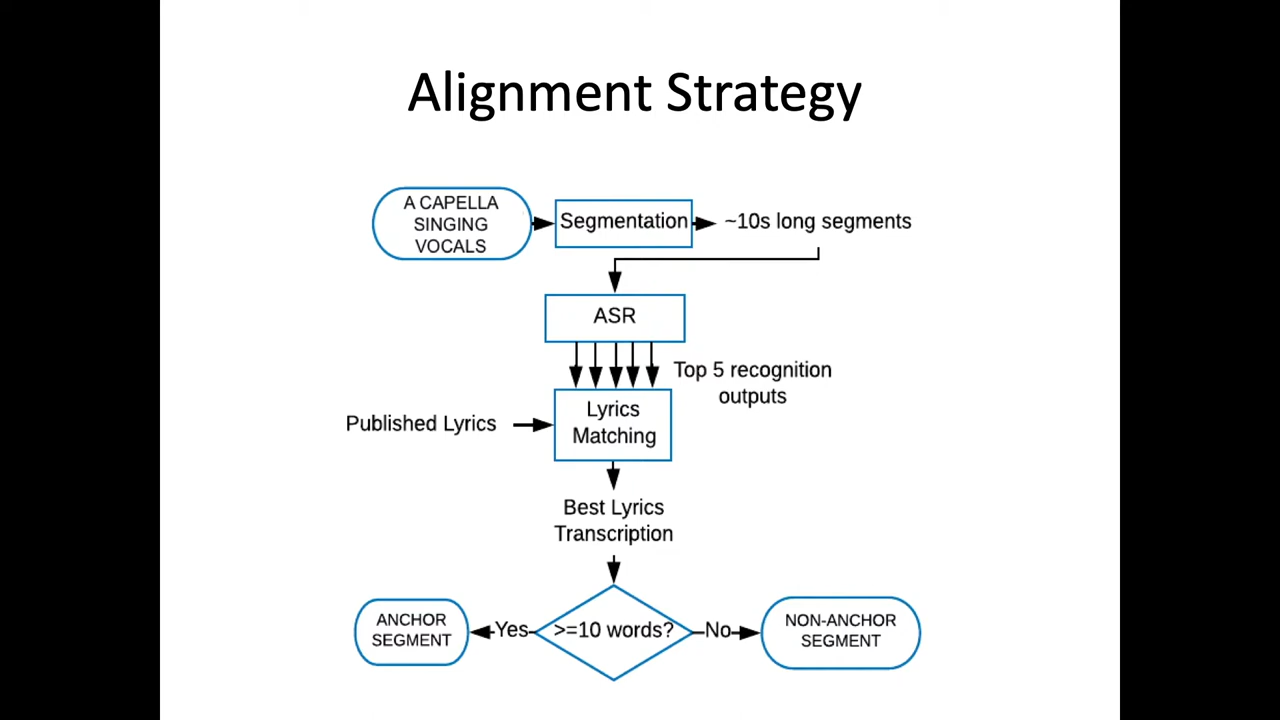 Alignment Strategy
A CAPELLA
SINGING
VOCALS
Segmentation
~10s long segments
ASR
Top 5 recognition
outputs
Published Lyrics
Lyrics
Matching
Best Lyrics
Transcription
>=10 words?
Yes
No
ANCHOR
SEGMENT
NON-ANCHOR
SEGMENT